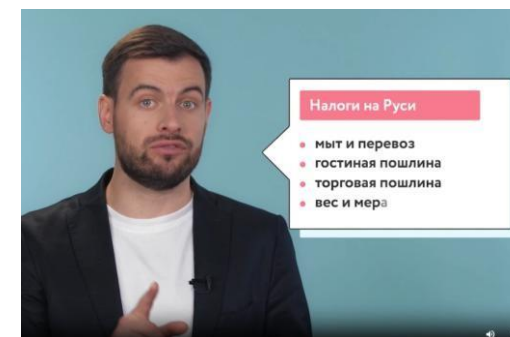 Налоги на Руси
мыт и перевоз
гостиная пошлина
торговая пошлина
вес и мера